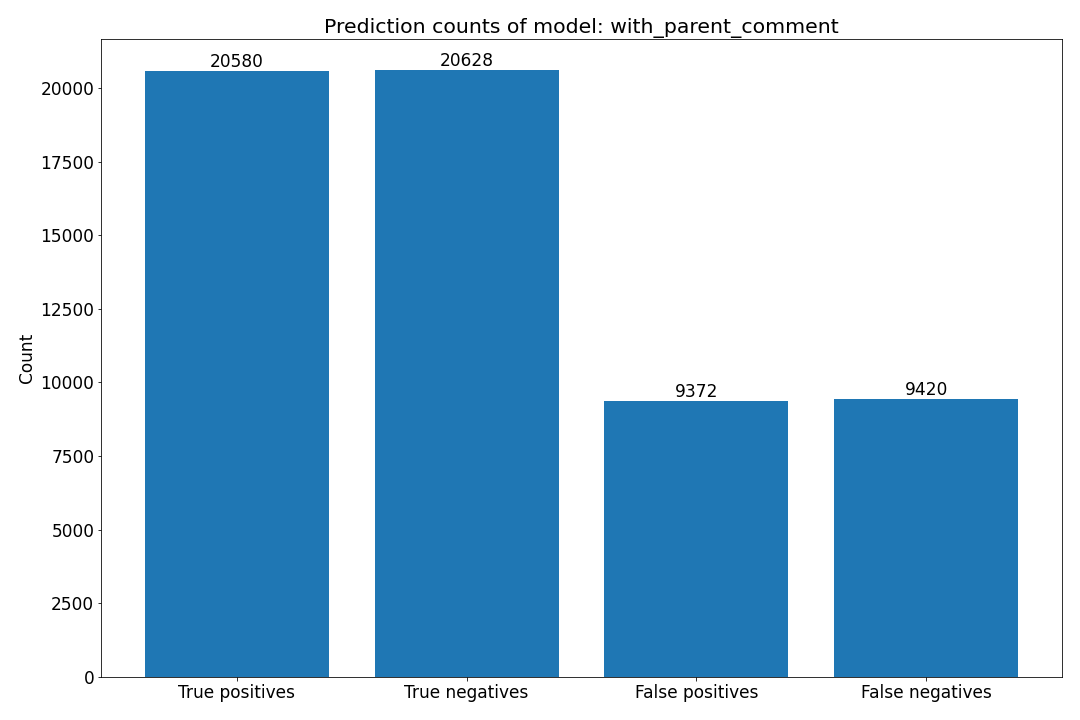 Prediction counts of model: with_parent_comment
20580
20628
9372
9420
Count
20000
17500
15000
12500
10000
7500
5000
2500
0
True positives
True negatives
False positives
False negatives